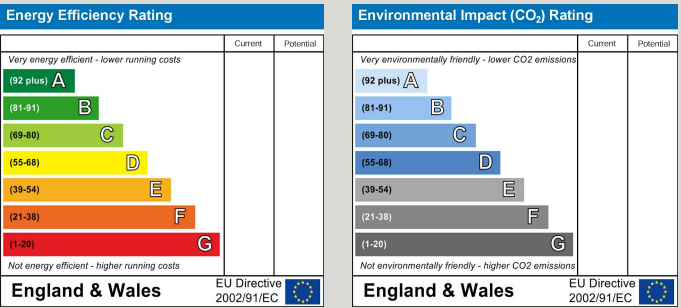 Energy Efficiency Rating
Current Potential
Very energy efficient - lower running costs
(92 plus) A
(81-91) B
(69-80) C
(55-68) D
(39-54) E
(21-38) F
(1-20) G
Not energy efficient - higher running costs
England & Wales
EU Directive
2002/91/EC
Environmental Impact (CO₂) Rating
Current Potential
Very environmentally friendly - lower CO2 emissions
(92 plus) A
(81-91) B
(69-80) C
(55-68) D
(39-54) E
(21-38) F
(1-20) G
Not environmentally friendly - higher CO2 emissions
England & Wales
EU Directive
2002/91/EC